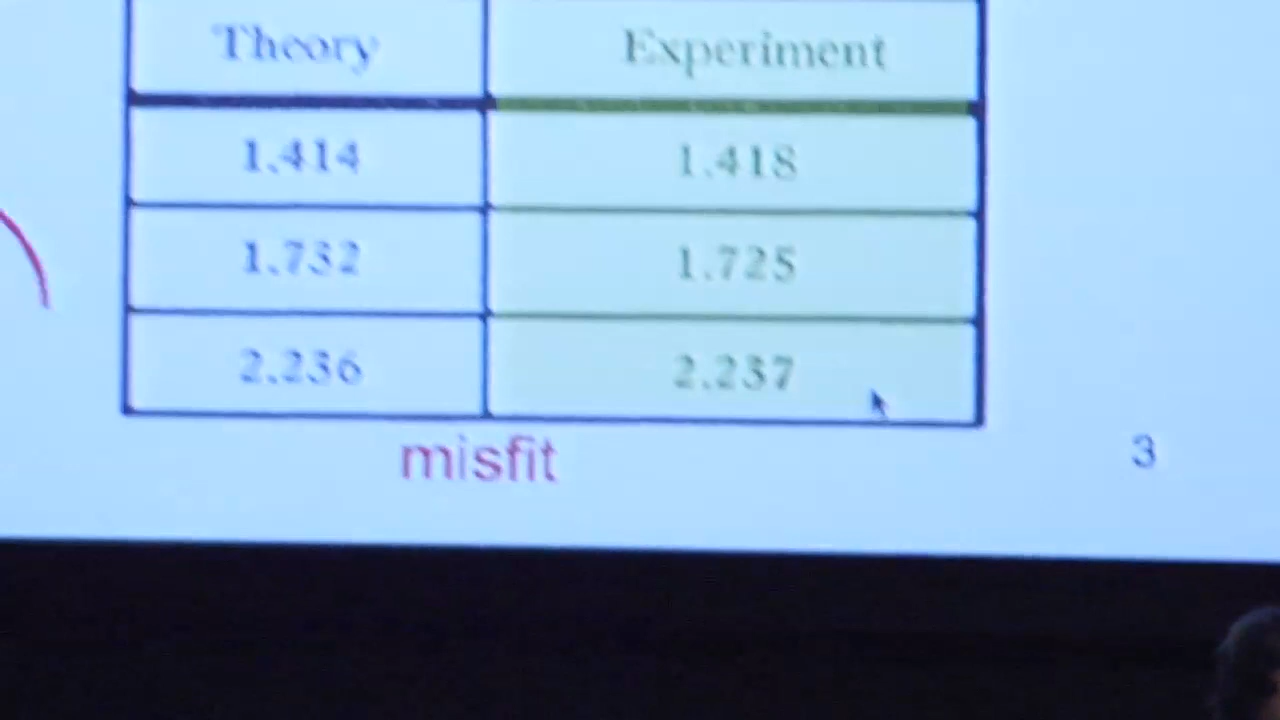 Theory Experiment
1.414 1.418
1.732 1.725
2.236 2.237
misfit
3